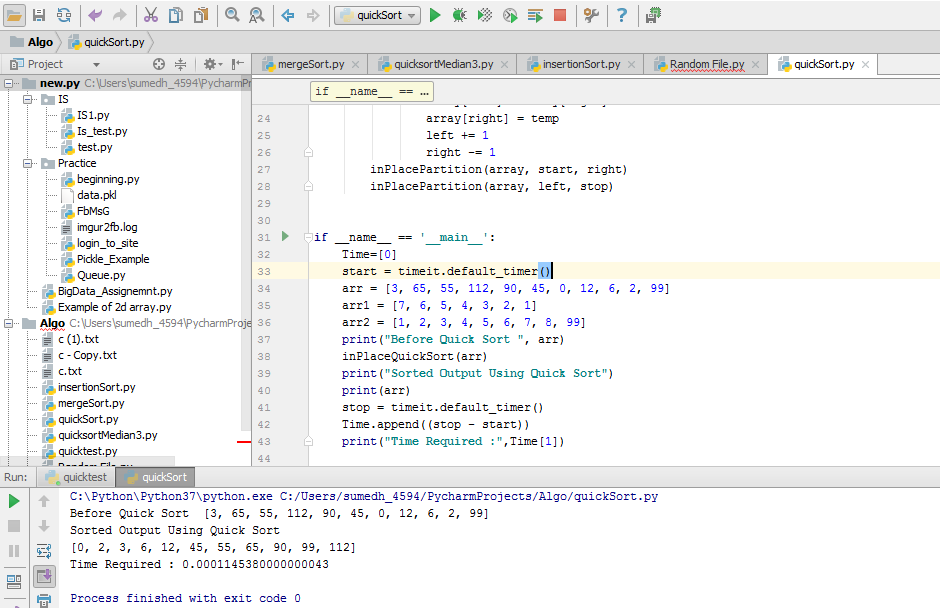 quickSort
Algo
quickSort.py
Project
mergeSort.py
quicksortMedian3.py
insertionSort.py
Random File.py
quickSort.py
new.py C:\Users\sumedh_4594\PycharmPr
IS
IS1.py
Is_test.py
test.py
Practice
beginning.py
data.pkl
FbMsG
imgur2fb.log
login_to_site
Pickle_Example
Queue.py
BigData_Assignemnt.py
Example of 2d array.py
Algo C:\Users\sumedh_4594\PycharmProje
c (1).txt
c - Copy.txt
c.txt
insertionSort.py
mergeSort.py
quickSort.py
quicksortMedian3.py
quicktest.py
Random File.py
if __name__ == ...
24 array[right] = temp
25 left += 1
26 right -= 1
27 inPlacePartition(array, start, right)
28 inPlacePartition(array, left, stop)
29
30
31 if __name__ == '__main__':
32 Time=[0]
33 start = timeit.default_timer()
34 arr = [3, 65, 55, 112, 90, 45, 0, 12, 6, 2, 99]
35 arr1 = [7, 6, 5, 4, 3, 2, 1]
36 arr2 = [1, 2, 3, 4, 5, 6, 7, 8, 99]
37 print("Before Quick Sort ", arr)
38 inPlaceQuickSort(arr)
39 print("Sorted Output Using Quick Sort")
40 print(arr)
41 stop = timeit.default_timer()
42 Time.append((stop - start))
43 print("Time Required :",Time[1])
44
Run: quicktest quickSort
C:\Python\Python37\python.exe C:/Users/sumedh_4594/PycharmProjects/Algo/quickSort.py
Before Quick Sort  [3, 65, 55, 112, 90, 45, 0, 12, 6, 2, 99]
Sorted Output Using Quick Sort
[0, 2, 3, 6, 12, 45, 55, 65, 90, 99, 112]
Time Required : 0.0001145380000000043
Process finished with exit code 0